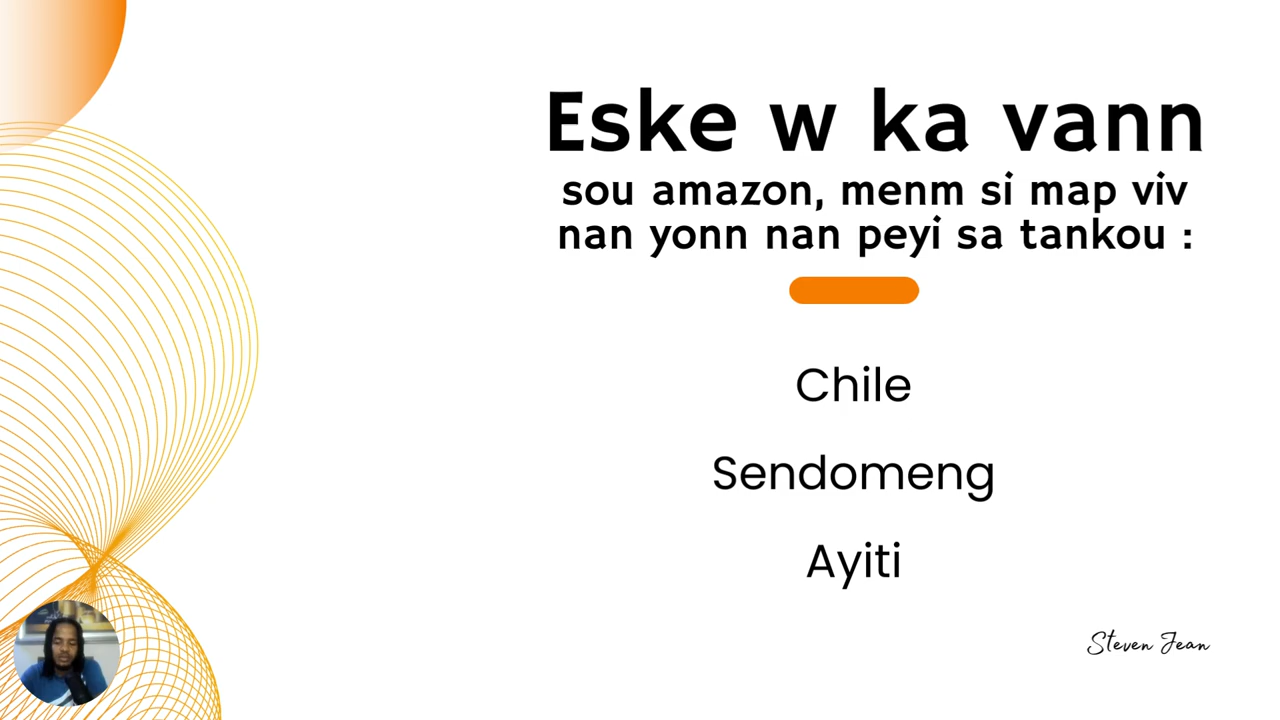 Eske w ka vann
sou amazon, menm si map viv
nan yonn nan peyi sa tankou :
Chile
Sendomeng
Ayiti
Steven Jean